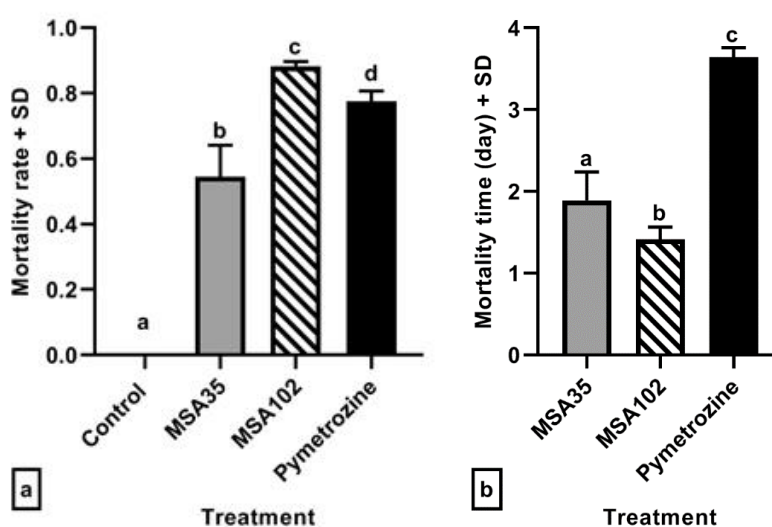 Mortality rate + SD
1.0
0.8
0.6
0.4
0.2
0.0
a
b
c
d
Control
MSA35
MSA102
Pymetrozine
Treatment
a
Mortality time (day) + SD
4
3
2
1
0
a
b
c
MSA35
MSA102
Pymetrozine
Treatment
b